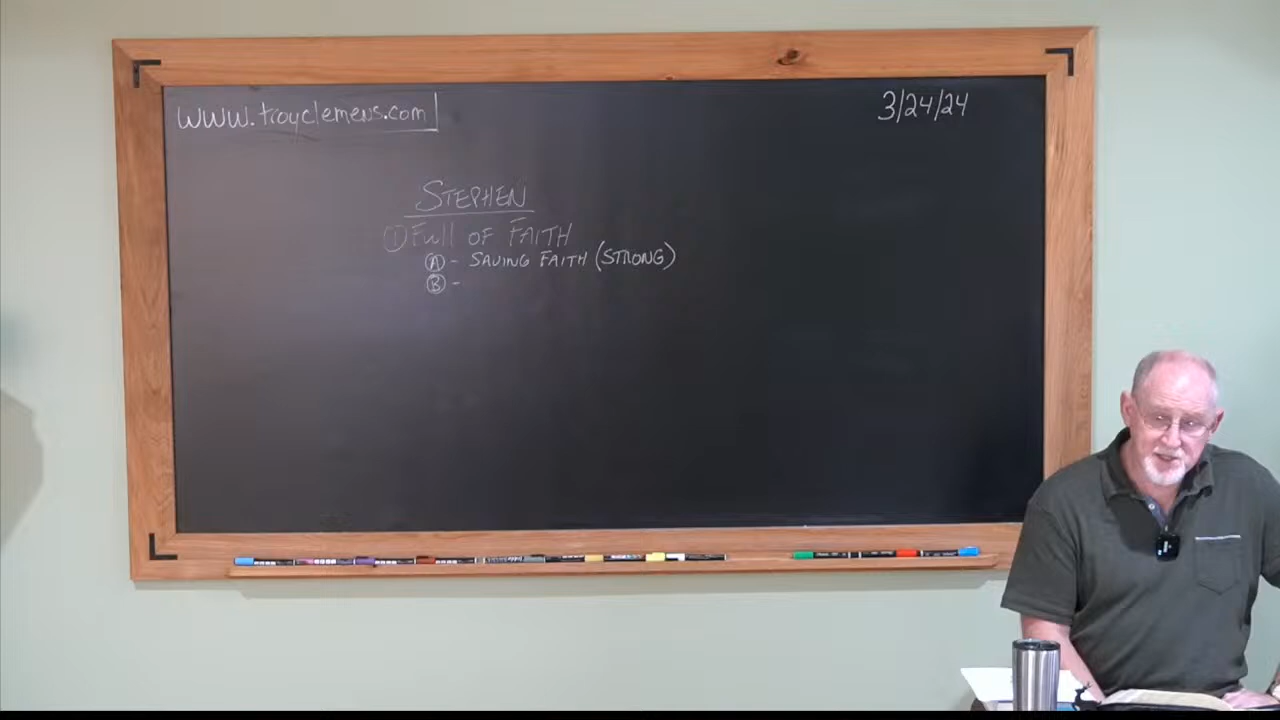 www.troyclemens.com
3/24/24
STEPHEN
① Full OF FAITH
Ⓐ - SAVING FAITH (STRONG)
Ⓑ -